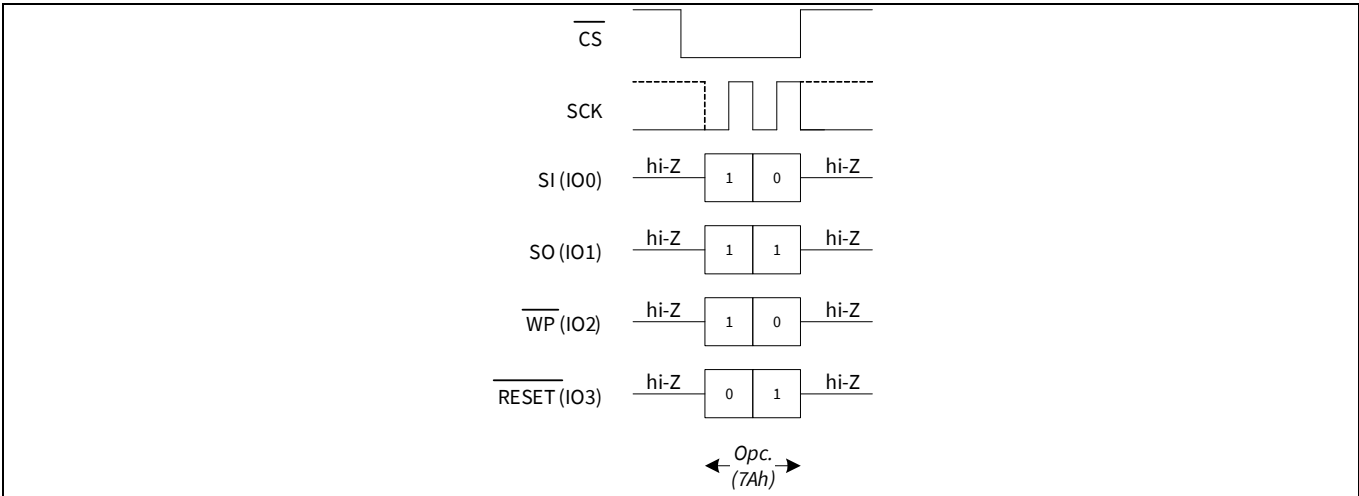 CS
SCK
hi-Z 1 0 hi-Z
SI (IO0)
hi-Z 1 1 hi-Z
SO (IO1)
hi-Z 1 0 hi-Z
WP (IO2)
hi-Z 0 1 hi-Z
RESET (IO3)
Opc.
(7Ah)